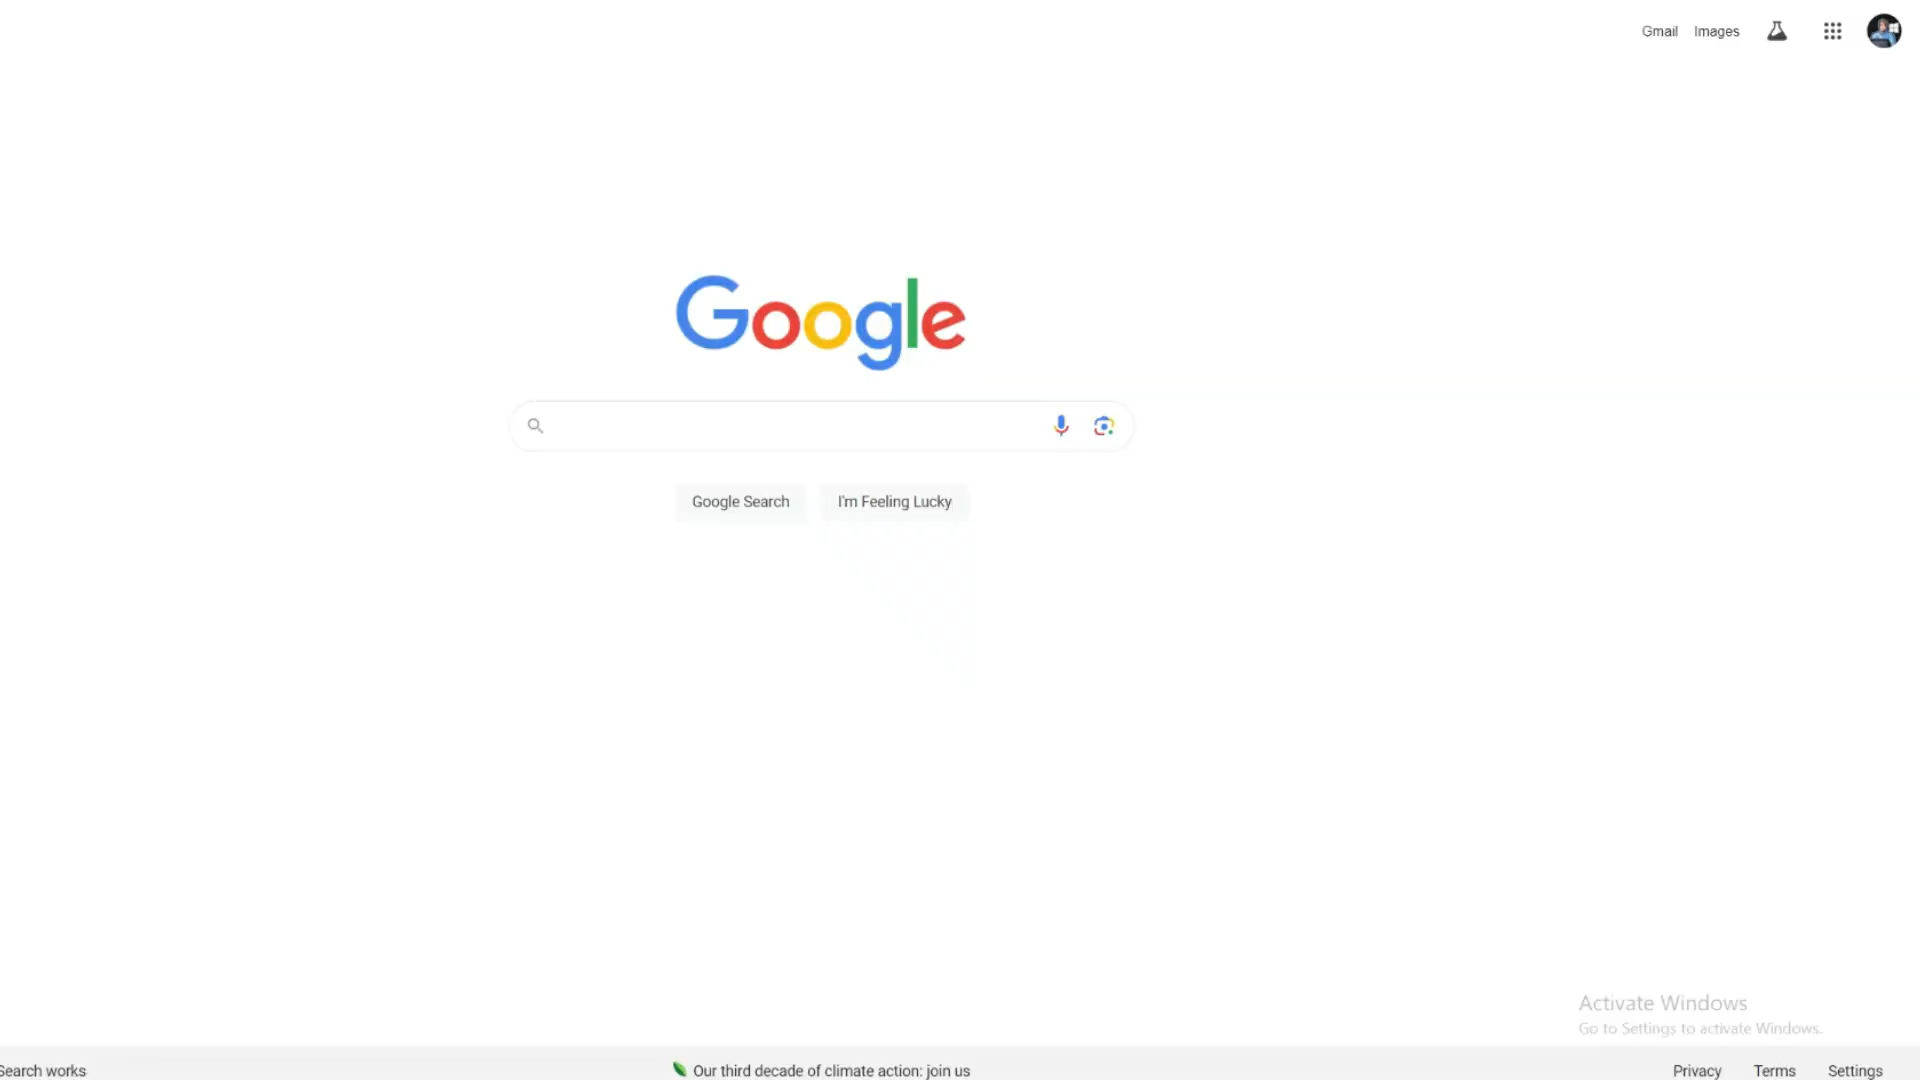 Gmail Images
Google
Google Search I'm Feeling Lucky
Activate Windows
Go to Settings to activate Windows.
Search works
Our third decade of climate action: join us
Privacy Terms Settings